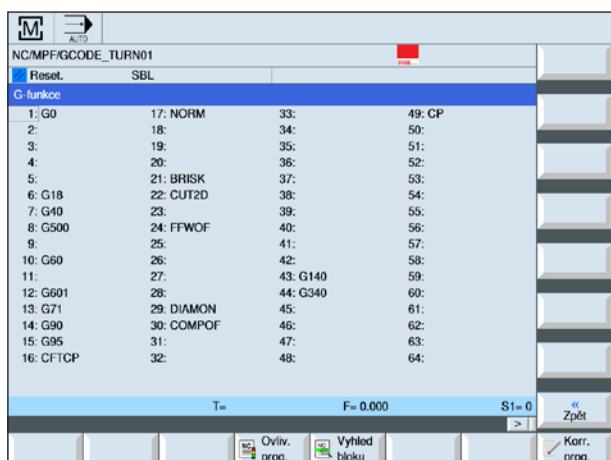 M
AUTO
NC/MPF/GCODE_TURN01
Reset. SBL
G-funkce
1: G0 17: NORM 33: 49: CP
2: 18: 34: 50:
3: 19: 35: 51:
4: 20: 36: 52:
5: 21: BRISK 37: 53:
6: G18 22: CUT2D 38: 54:
7: G40 23: 39: 55:
8: G500 24: FFWOF 40: 56:
9: 25: 41: 57:
10: G60 26: 42: 58:
11: 27: 43: G140 59:
12: G601 28: 44: G340 60:
13: G71 29: DIAMON 45: 61:
14: G90 30: COMPOF 46: 62:
15: G95 31: 47: 63:
16: CFTCP 32: 48: 64:
T= F= 0.000 S1= 0
>
«
Zpět
NC Ovliv. prog.
NC Vyhled bloku
Korr. prog.